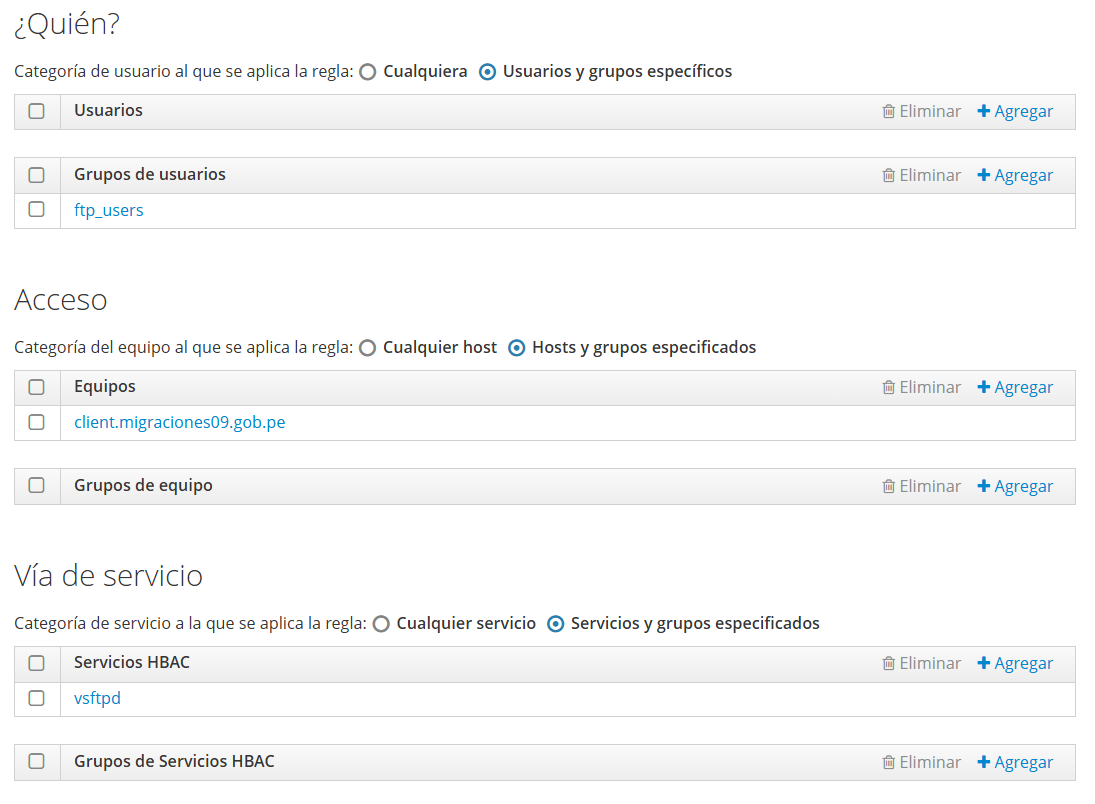 ¿Quién?
Categoría de usuario al que se aplica la regla: Cualquiera Usuarios y grupos específicos
Usuarios Eliminar Agregar
Grupos de usuarios Eliminar Agregar
ftp_users
Acceso
Categoría del equipo al que se aplica la regla: Cualquier host Hosts y grupos especificados
Equipos Eliminar Agregar
client.migraciones09.gob.pe
Grupos de equipo Eliminar Agregar
Vía de servicio
Categoría de servicio a la que se aplica la regla: Cualquier servicio Servicios y grupos especificados
Servicios HBAC Eliminar Agregar
vsftpd
Grupos de Servicios HBAC Eliminar Agregar